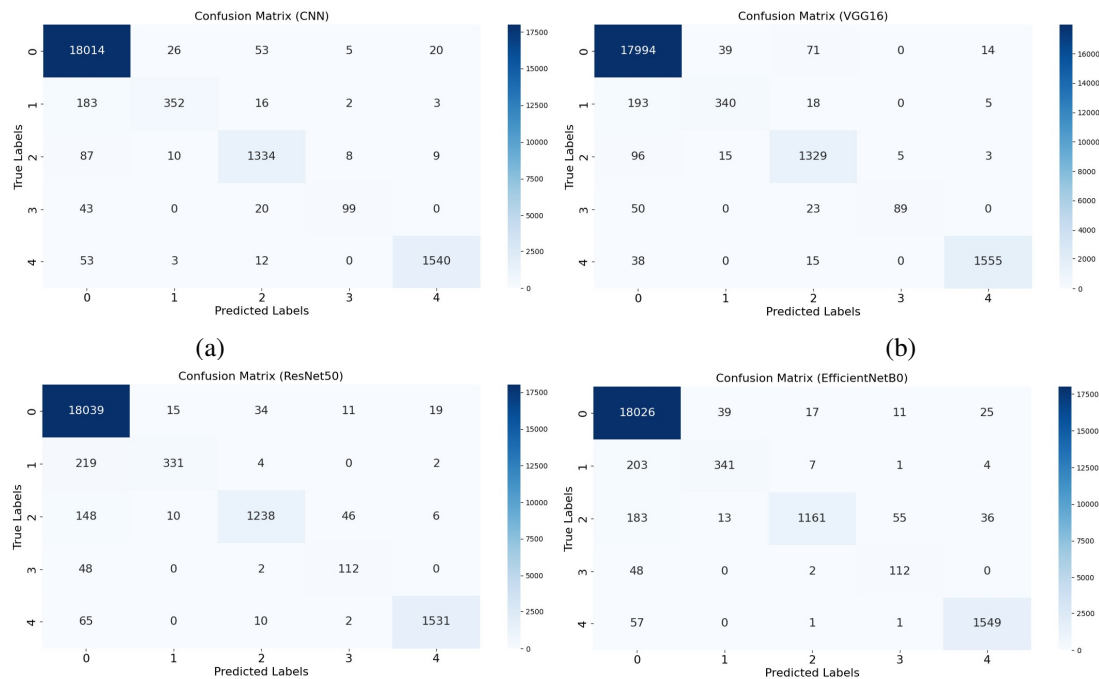 Confusion Matrix (CNN)
0 18014 26 53 5 20
1 183 352 16 2 3
2 87 10 1334 8 9
3 43 0 20 99 0
4 53 3 12 0 1540
0 1 2 3 4
Predicted Labels
True Labels
17500
15000
12500
10000
7500
5000
2500
0
(a)
Confusion Matrix (VGG16)
0 17994 39 71 0 14
1 193 340 18 0 5
2 96 15 1329 5 3
3 50 0 23 89 0
4 38 0 15 0 1555
0 1 2 3 4
Predicted Labels
True Labels
16000
14000
12000
10000
8000
6000
4000
2000
0
(b)
Confusion Matrix (ResNet50)
0 18039 15 34 11 19
1 219 331 4 0 2
2 148 10 1238 46 6
3 48 0 2 112 0
4 65 0 10 2 1531
0 1 2 3 4
Predicted Labels
True Labels
17500
15000
12500
10000
7500
5000
2500
0
Confusion Matrix (EfficientNetB0)
0 18026 39 17 11 25
1 203 341 7 1 4
2 183 13 1161 55 36
3 48 0 2 112 0
4 57 0 1 1 1549
0 1 2 3 4
Predicted Labels
True Labels
17500
15000
12500
10000
7500
5000
2500
0